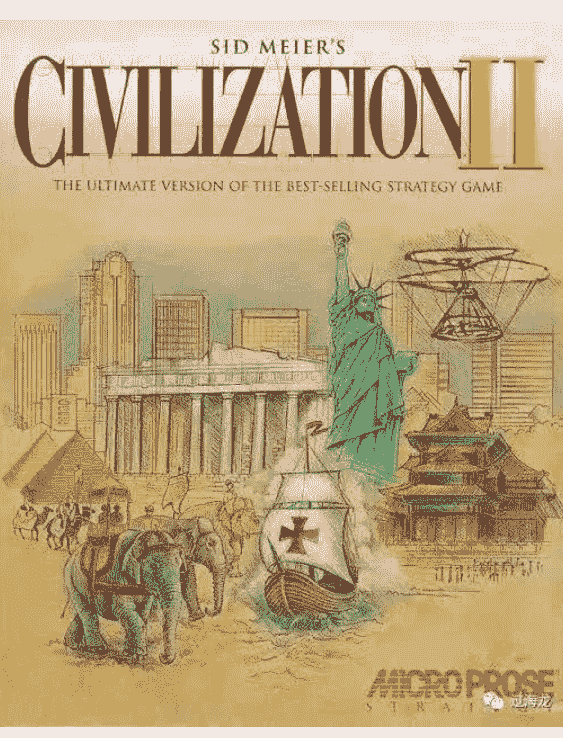 SID MEIER'S
CIVILIZATION II
THE ULTIMATE VERSION OF THE BEST-SELLING STRATEGY GAME
MICRO PROSE